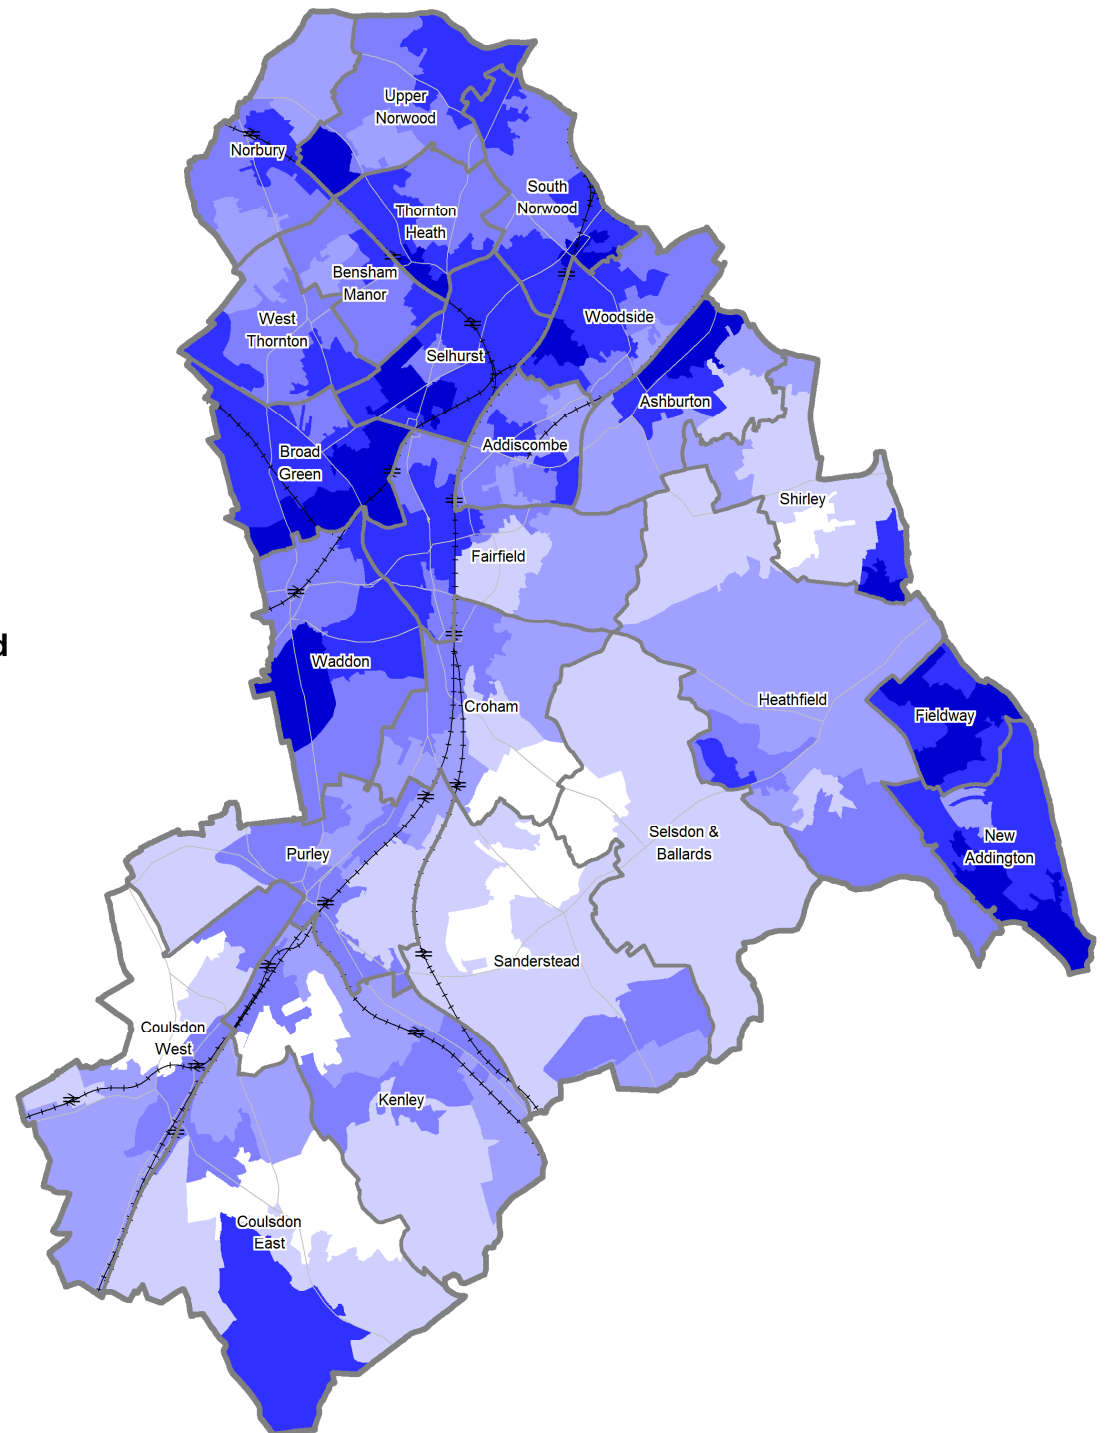 Upper
Norwood
Norbury
South
Norwood
Thornton
Heath
Bensham
Manor
West
Thornton
Woodside
Selhurst
Ashburton
Addiscombe
Broad
Green
Shirley
Fairfield
d
Waddon
Heathfield
Croham
Fieldway
Selsdon &
Ballards
New
Addington
Purley
Sanderstead
Coulsdon
West
Kenley
Coulsdon
East